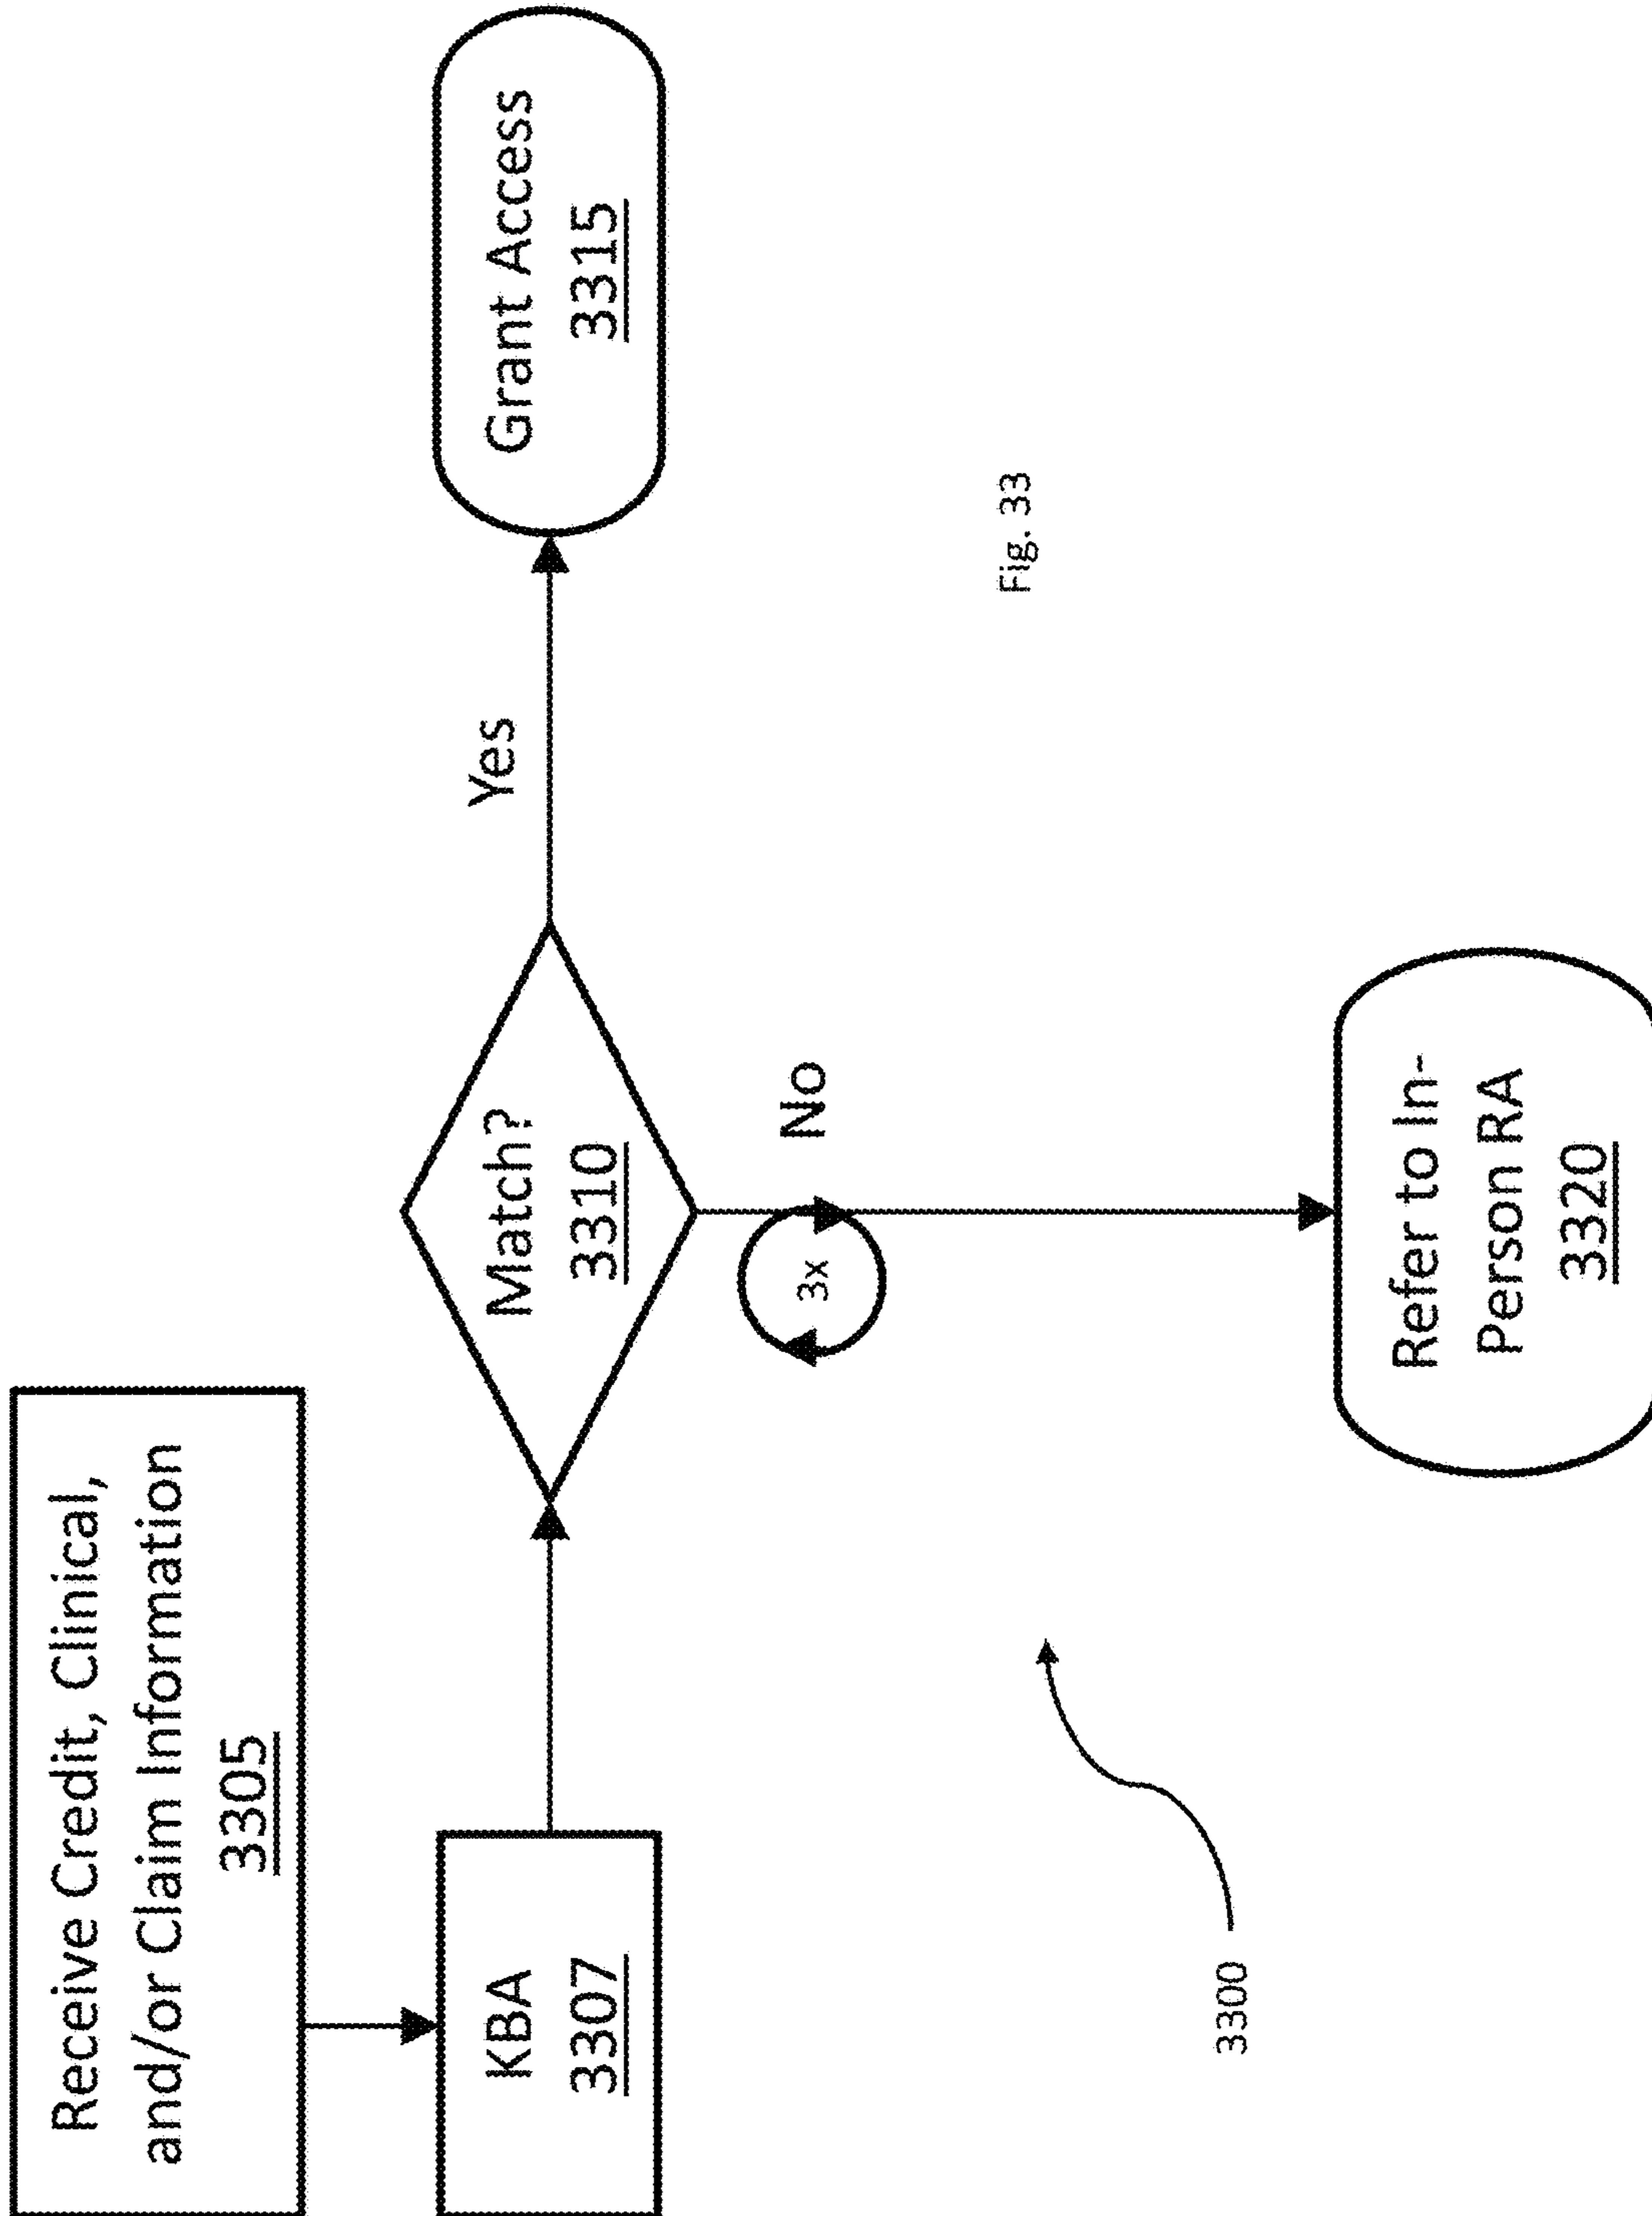 Receive Credit, Clinical,
and/or Claim Information
3305
KBA
3307
Match?
3310
Yes
Grant Access
3315
No
3x
Refer to In-
Person RA
3320
3300
Fig. 33